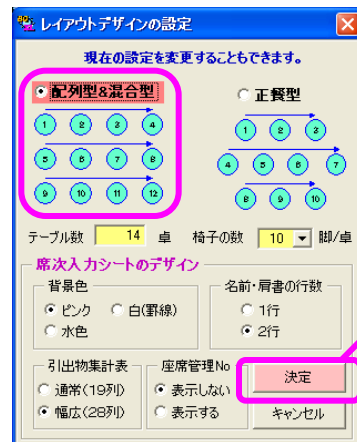 レイアウトデザインの設定
現在の設定を変更することもできます。
配列型&混合型
正餐型
1 2 3 4
5 6 7 8
9 10 11 12
1 2 3
4 5 6 7
8 9 10
テーブル数 14 卓 椅子の数 10 脚/卓
席次入力シートのデザイン
背景色
ピンク 白(罫線)
水色
名前・肩書の行数
1行
2行
引出物集計表
通常(19列)
幅広(28列)
座席管理No
表示しない
表示する
決定
キャンセル